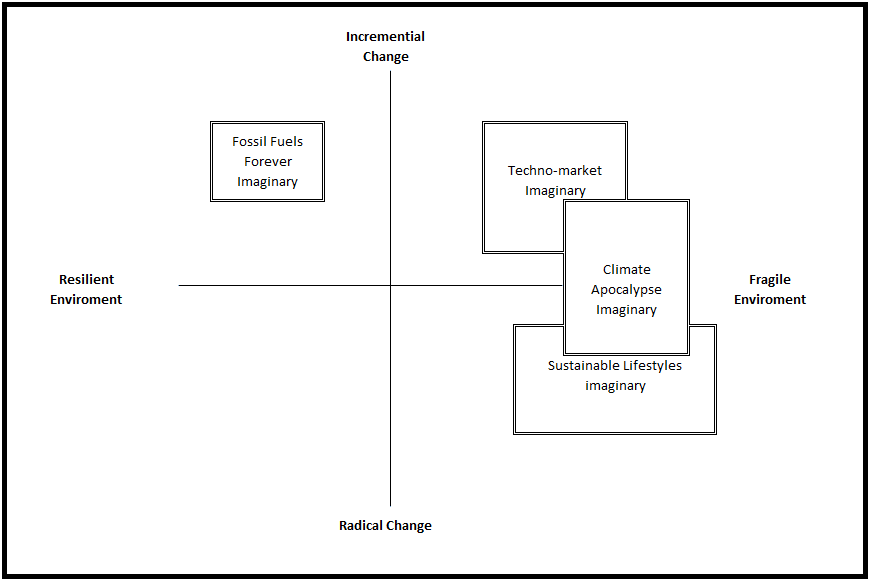 Incremential
Change
Fossil Fuels
Forever
Imaginary
Techno-market
Imaginary
Resilient
Enviroment
Climate
Apocalypse
Imaginary
Fragile
Enviroment
Sustainable Lifestyles
imaginary
Radical Change